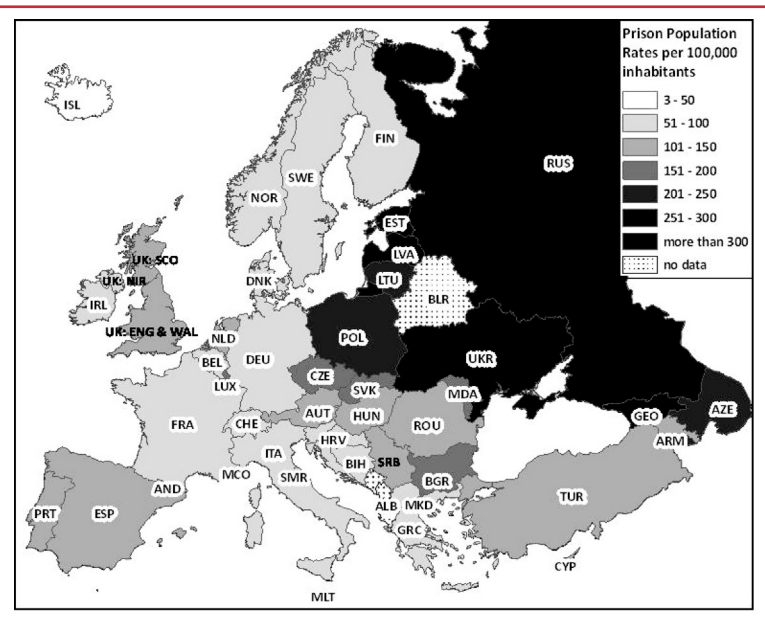 Prison Population
Rates per 100,000
inhabitants
3 - 50
51 - 100
101 - 150
151 - 200
201 - 250
251 - 300
more than 300
no data
ISL
FIN
RUS
SWE
NOR
EST
UK: SCO
LVA
UK: NIR
DNK
LTU
IRL
BLR
UK: ENG & WAL
NLD
POL
DEU
UKR
BEL
CZE
LUX
SVK
MDA
AUT
HUN
AZE
GEO
FRA
CHE
ROU
HRV
ARM
ITA
BIH
SRB
MCO
SMR
BGR
AND
TUR
ALB
MKD
PRT
ESP
GRC
CYP
MLT